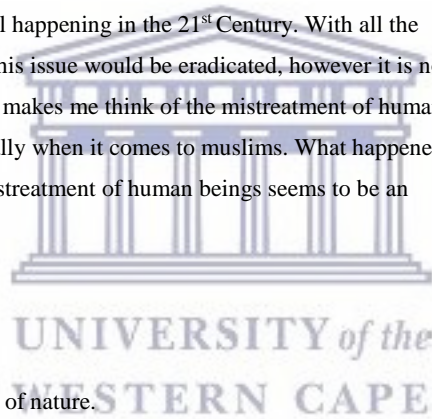 l happening in the 21st Century. With all the
his issue would be eradicated, however it is n
makes me think of the mistreatment of huma
lly when it comes to muslims. What happene
streatment of human beings seems to be an
UNIVERSITY of the
of nature.
WESTERN CAPE